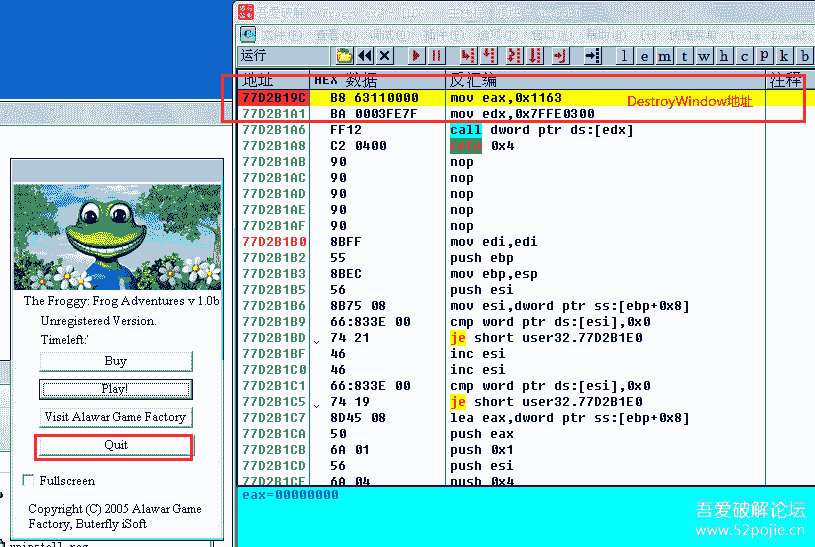 运行
l e m t w h c p k b
地址 HEX 数据 反汇编 注释
77D2B19C B8 63110000 mov eax,0x1163 DestroyWindow地址
77D2B1A1 BA 0003FE7F mov edx,0x7FFE0300
77D2B1A6 FF12 call dword ptr ds:[edx]
77D2B1A8 C2 0400 retn 0x4
77D2B1AB 90 nop
77D2B1AC 90 nop
77D2B1AD 90 nop
77D2B1AE 90 nop
77D2B1AF 90 nop
77D2B1B0 8BFF mov edi,edi
77D2B1B2 55 push ebp
77D2B1B3 8BEC mov ebp,esp
77D2B1B5 56 push esi
77D2B1B6 8B75 08 mov esi,dword ptr ss:[ebp+0x8]
77D2B1B9 66:833E 00 cmp word ptr ds:[esi],0x0
77D2B1BD 74 21 je short user32.77D2B1E0
77D2B1BF 46 inc esi
77D2B1C0 46 inc esi
77D2B1C1 66:833E 00 cmp word ptr ds:[esi],0x0
77D2B1C5 74 19 je short user32.77D2B1E0
77D2B1C7 8D45 08 lea eax,dword ptr ss:[ebp+0x8]
77D2B1CA 50 push eax
77D2B1CB 6A 01 push 0x1
77D2B1CD 56 push esi
77D2B1CE 6A 04 push 0x4
eax=00000000
The Froggy: Frog Adventures v 1.0b
Unregistered Version.
Timeleft:'
Buy
Play!
Visit Alawar Game Factory
Quit
Fullscreen
Copyright (C) 2005 Alawar Game
Factory, Buterfly iSoft
uninstall.reg
吾爱破解论坛
www.52pojie.cn